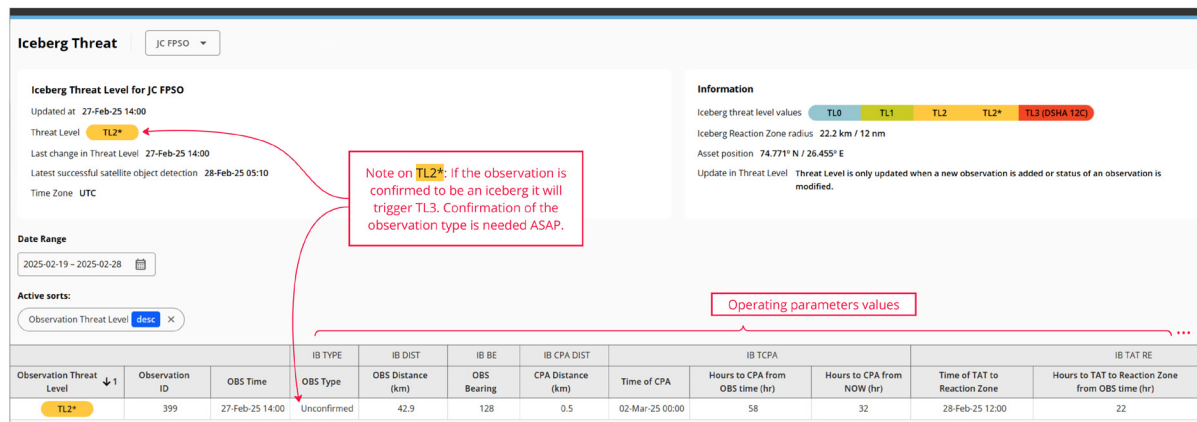 Iceberg Threat
JC FPSO
Iceberg Threat Level for JC FPSO
Updated at 27-Feb-25 14:00
Threat Level TL2*
Last change in Threat Level 27-Feb-25 14:00
Latest successful satellite object detection 28-Feb-25 05:10
Time Zone UTC
Note on TL2*: If the observation is
confirmed to be an iceberg it will
trigger TL3. Confirmation of the
observation type is needed ASAP.
Information
Iceberg threat level values TL0 TL1 TL2 TL2* TL3 (DSHA 12C)
Iceberg Reaction Zone radius 22.2 km / 12 nm
Asset position 74.771° N / 26.455° E
Update in Threat Level Threat Level is only updated when a new observation is added or status of an observation is
modified.
Date Range
2025-02-19 – 2025-02-28
Active sorts:
Observation Threat Level desc ×
Operating parameters values
...
IB TYPE IB DIST IB BE IB CPA DIST IB TCPA IB TAT RE
Observation Threat Level ↓1 Observation ID OBS Time OBS Type OBS Distance (km) OBS Bearing CPA Distance (km) Time of CPA Hours to CPA from OBS time (hr) Hours to CPA from NOW (hr) Time of TAT to Reaction Zone Hours to TAT to Reaction Zone from OBS time (hr)
TL2* 399 27-Feb-25 14:00 Unconfirmed 42.9 128 0.5 02-Mar-25 00:00 58 32 28-Feb-25 12:00 22